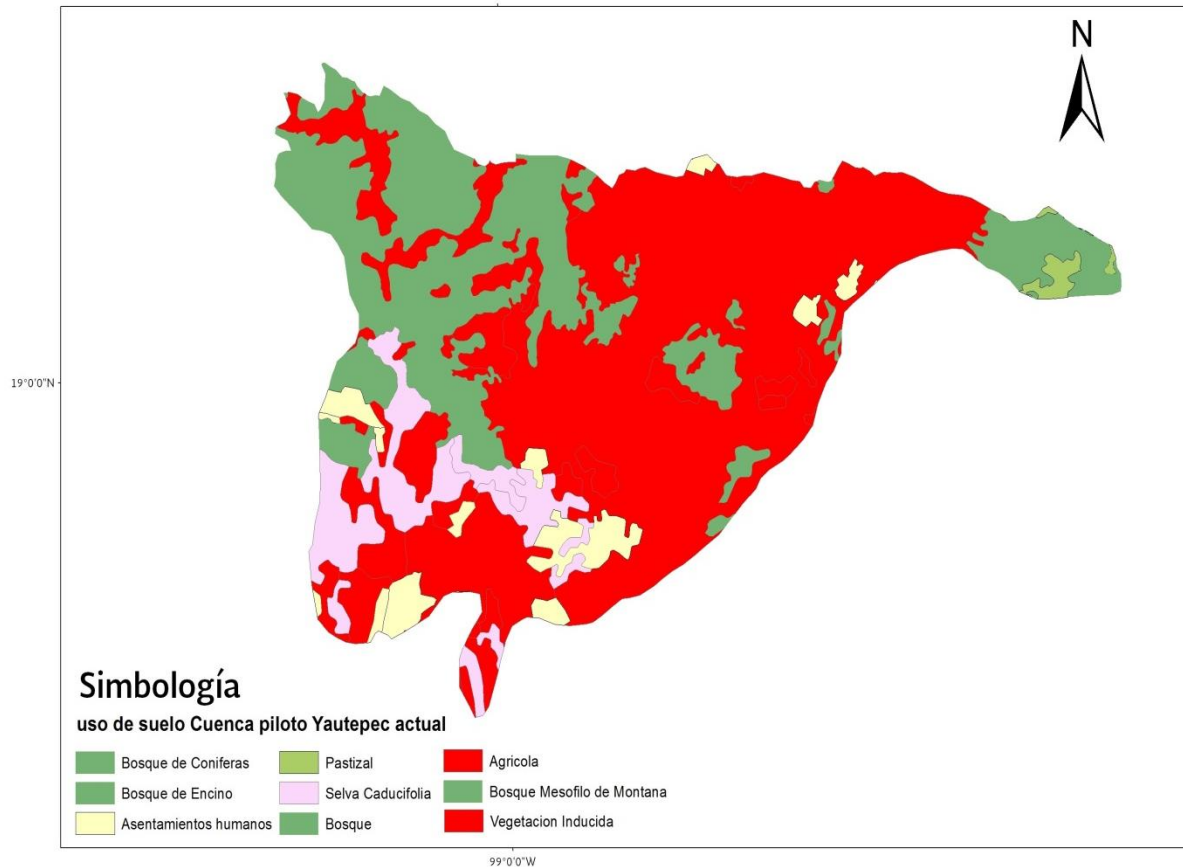 N
19°0'0"N
Simbología
uso de suelo Cuenca piloto Yautepec actual
Bosque de Coniferas
Pastizal
Agricola
Bosque de Encino
Selva Caducifolia
Bosque Mesofilo de Montana
Asentamientos humanos
Bosque
Vegetacion Inducida
99°0'0"W